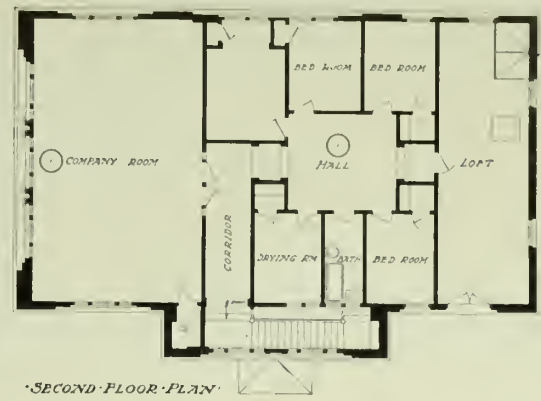 BED ROOM
BED ROOM
COMPANY ROOM
HALL
LOFT
CORRIDOR
DRYING RM
BATH
BED ROOM
·SECOND·FLOOR·PLAN·